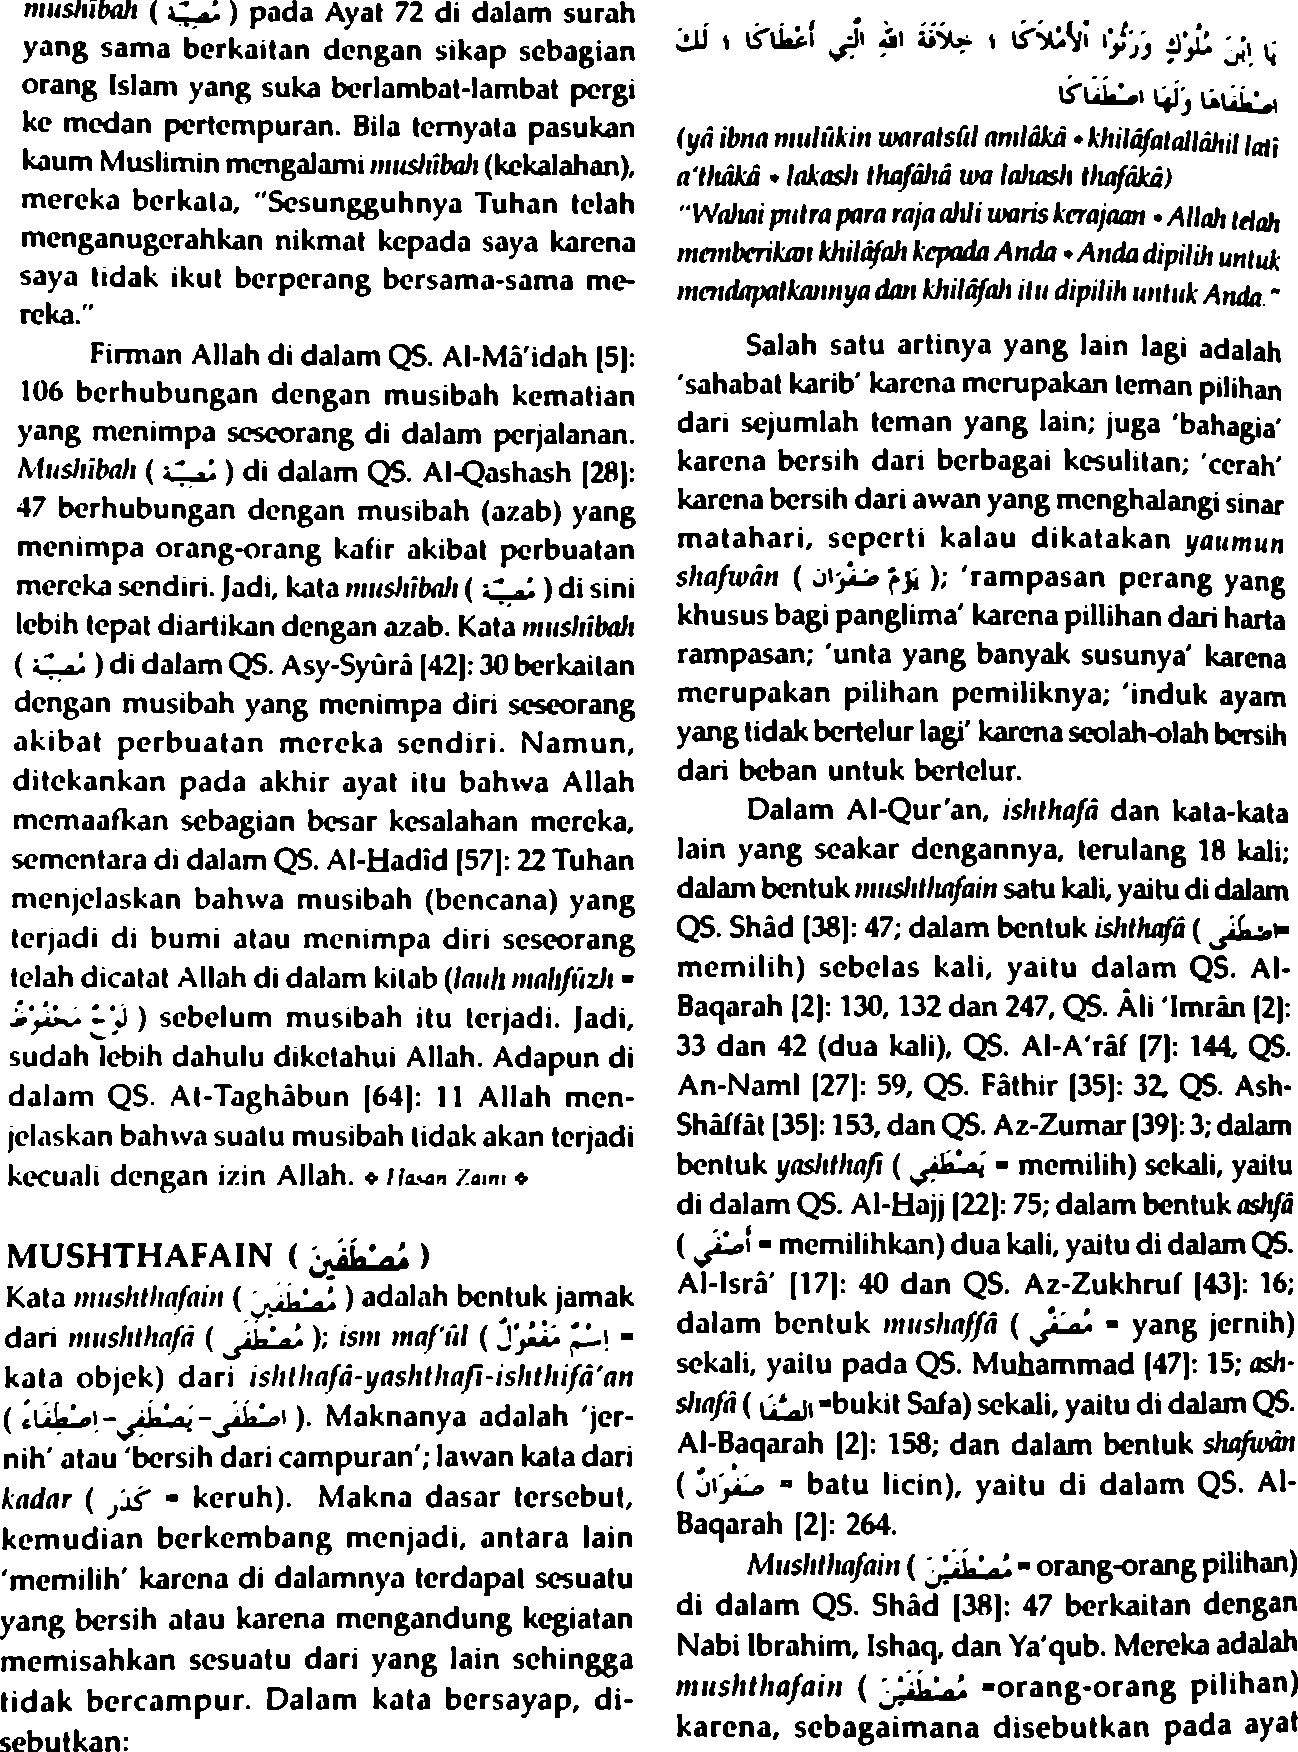 mushîbah ( مُصِيْبَة ) pada Ayat 72 di dalam surah
yang sama berkaitan dengan sikap sebagian
orang Islam yang suka berlambat-lambat pergi
ke medan pertempuran. Bila ternyata pasukan
kaum Muslimin mengalami mushîbah (kekalahan),
mereka berkata, "Sesungguhnya Tuhan telah
menganugerahkan nikmat kepada saya karena
saya tidak ikut berperang bersama-sama me-
reka."
Firman Allah di dalam QS. Al-Mâ'idah [5]:
106 berhubungan dengan musibah kematian
yang menimpa seseorang di dalam perjalanan.
Mushîbah ( مُصِيْبَة ) di dalam QS. Al-Qashash [28]:
47 berhubungan dengan musibah (azab) yang
menimpa orang-orang kafir akibat perbuatan
mereka sendiri. Jadi, kata mushîbah ( مُصِيْبَة ) di sini
lebih tepat diartikan dengan azab. Kata mushîbah
( مُصِيْبَة ) di dalam QS. Asy-Syûrâ [42]: 30 berkaitan
dengan musibah yang menimpa diri seseorang
akibat perbuatan mereka sendiri. Namun,
ditekankan pada akhir ayat itu bahwa Allah
memaafkan sebagian besar kesalahan mereka,
sementara di dalam QS. Al-Hadîd [57]: 22 Tuhan
menjelaskan bahwa musibah (bencana) yang
terjadi di bumi atau menimpa diri seseorang
telah dicatat Allah di dalam kitab (lauh mahfûzh =
لَوْحٌ مَحْفُوْظٌ ) sebelum musibah itu terjadi. Jadi,
sudah lebih dahulu diketahui Allah. Adapun di
dalam QS. At-Taghâbun [64]: 11 Allah men-
jelaskan bahwa suatu musibah tidak akan terjadi
kecuali dengan izin Allah. ❖ Hasan Zaini ❖
MUSHTHAFAIN ( مُصْطَفَيْنَ )
Kata mushthafain ( مُصْطَفَيْنَ ) adalah bentuk jamak
dari mushthafâ ( مُصْطَفَى ); ism maf'ûl ( اِسْمُ مَفْعُوْلٌ =
kata objek) dari ishthafâ-yashthafi-ishthifâ'an
( اصْطَفَى-يَصْطَفِي-اصْطِفَاءً ). Maknanya adalah 'jer-
nih' atau 'bersih dari campuran'; lawan kata dari
kadar ( كَدَر = keruh). Makna dasar tersebut,
kemudian berkembang menjadi, antara lain
'memilih' karena di dalamnya terdapat sesuatu
yang bersih atau karena mengandung kegiatan
memisahkan sesuatu dari yang lain sehingga
tidak bercampur. Dalam kata bersayap, di-
sebutkan:
يَا ابْنَ مُلُوْكٍ وَرَثُوْا اْلأَمْلاَكَا ، خِلاَفَةَ اللهِ الَّتِي أَعْطَاكَا ، لَكَ
اصْطَفَاهَا وَلَهَا اصْطَفَاكَا
(yâ ibna mulûkin waratsûl amlâkâ • khilâfatallâhil latî
a'thâkâ • lakash thafâhâ wa lahash thafâkâ)
"Wahai putra para raja ahli waris kerajaan • Allah telah
memberikan khilâfah kepada Anda • Anda dipilih untuk
mendapatkannya dan khilâfah itu dipilih untuk Anda."
Salah satu artinya yang lain lagi adalah
'sahabat karib' karena merupakan teman pilihan
dari sejumlah teman yang lain; juga 'bahagia'
karena bersih dari berbagai kesulitan; 'cerah'
karena bersih dari awan yang menghalangi sinar
matahari, seperti kalau dikatakan yaumun
shafwân ( يَوْمٌ صَفْوَان ); 'rampasan perang yang
khusus bagi panglima' karena pillihan dari harta
rampasan; 'unta yang banyak susunya' karena
merupakan pilihan pemiliknya; 'induk ayam
yang tidak bertelur lagi' karena seolah-olah bersih
dari beban untuk bertelur.
Dalam Al-Qur'an, ishthafâ dan kata-kata
lain yang seakar dengannya, terulang 18 kali;
dalam bentuk mushthafain satu kali, yaitu di dalam
QS. Shâd [38]: 47; dalam bentuk ishthafâ ( اصْطَفَى=
memilih) sebelas kali, yaitu dalam QS. Al-
Baqarah [2]: 130, 132 dan 247, QS. Âli 'Imrân [2]:
33 dan 42 (dua kali), QS. Al-A'râf [7]: 144, QS.
An-Naml [27]: 59, QS. Fâthir [35]: 32, QS. Ash-
Shâffât [35]: 153, dan QS. Az-Zumar [39]: 3; dalam
bentuk yashthafi ( يَصْطَفِي = memilih) sekali, yaitu
di dalam QS. Al-Hajj [22]: 75; dalam bentuk ashfâ
( أَصْفَى = memilihkan) dua kali, yaitu di dalam QS.
Al-Isrâ' [17]: 40 dan QS. Az-Zukhruf [43]: 16;
dalam bentuk mushaffâ ( مُصَفَّى = yang jernih)
sekali, yaitu pada QS. Muhammad [47]: 15; ash-
shafâ ( الصَّفَا =bukit Safa) sekali, yaitu di dalam QS.
Al-Baqarah [2]: 158; dan dalam bentuk shafwân
( صَفْوَانٌ = batu licin), yaitu di dalam QS. Al-
Baqarah [2]: 264.
Mushthafain ( مُصْطَفَيْنَ = orang-orang pilihan)
di dalam QS. Shâd [38]: 47 berkaitan dengan
Nabi Ibrahim, Ishaq, dan Ya'qub. Mereka adalah
mushthafain ( مُصْطَفَيْنَ =orang-orang pilihan)
karena, sebagaimana disebutkan pada ayat